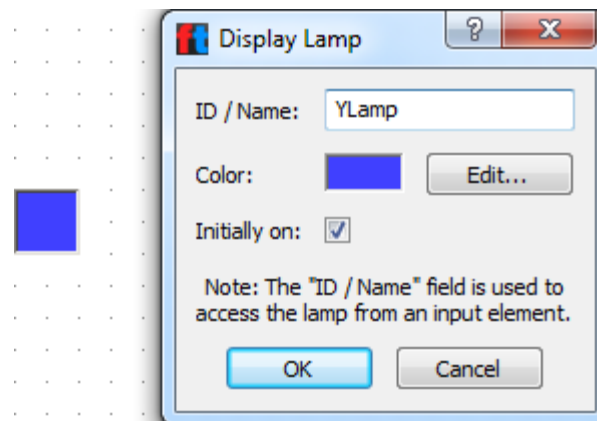 ft Display Lamp ?
ID / Name: YLamp
Color: Edit...
Initially on:
Note: The "ID / Name" field is used to
access the lamp from an input element.
OK Cancel